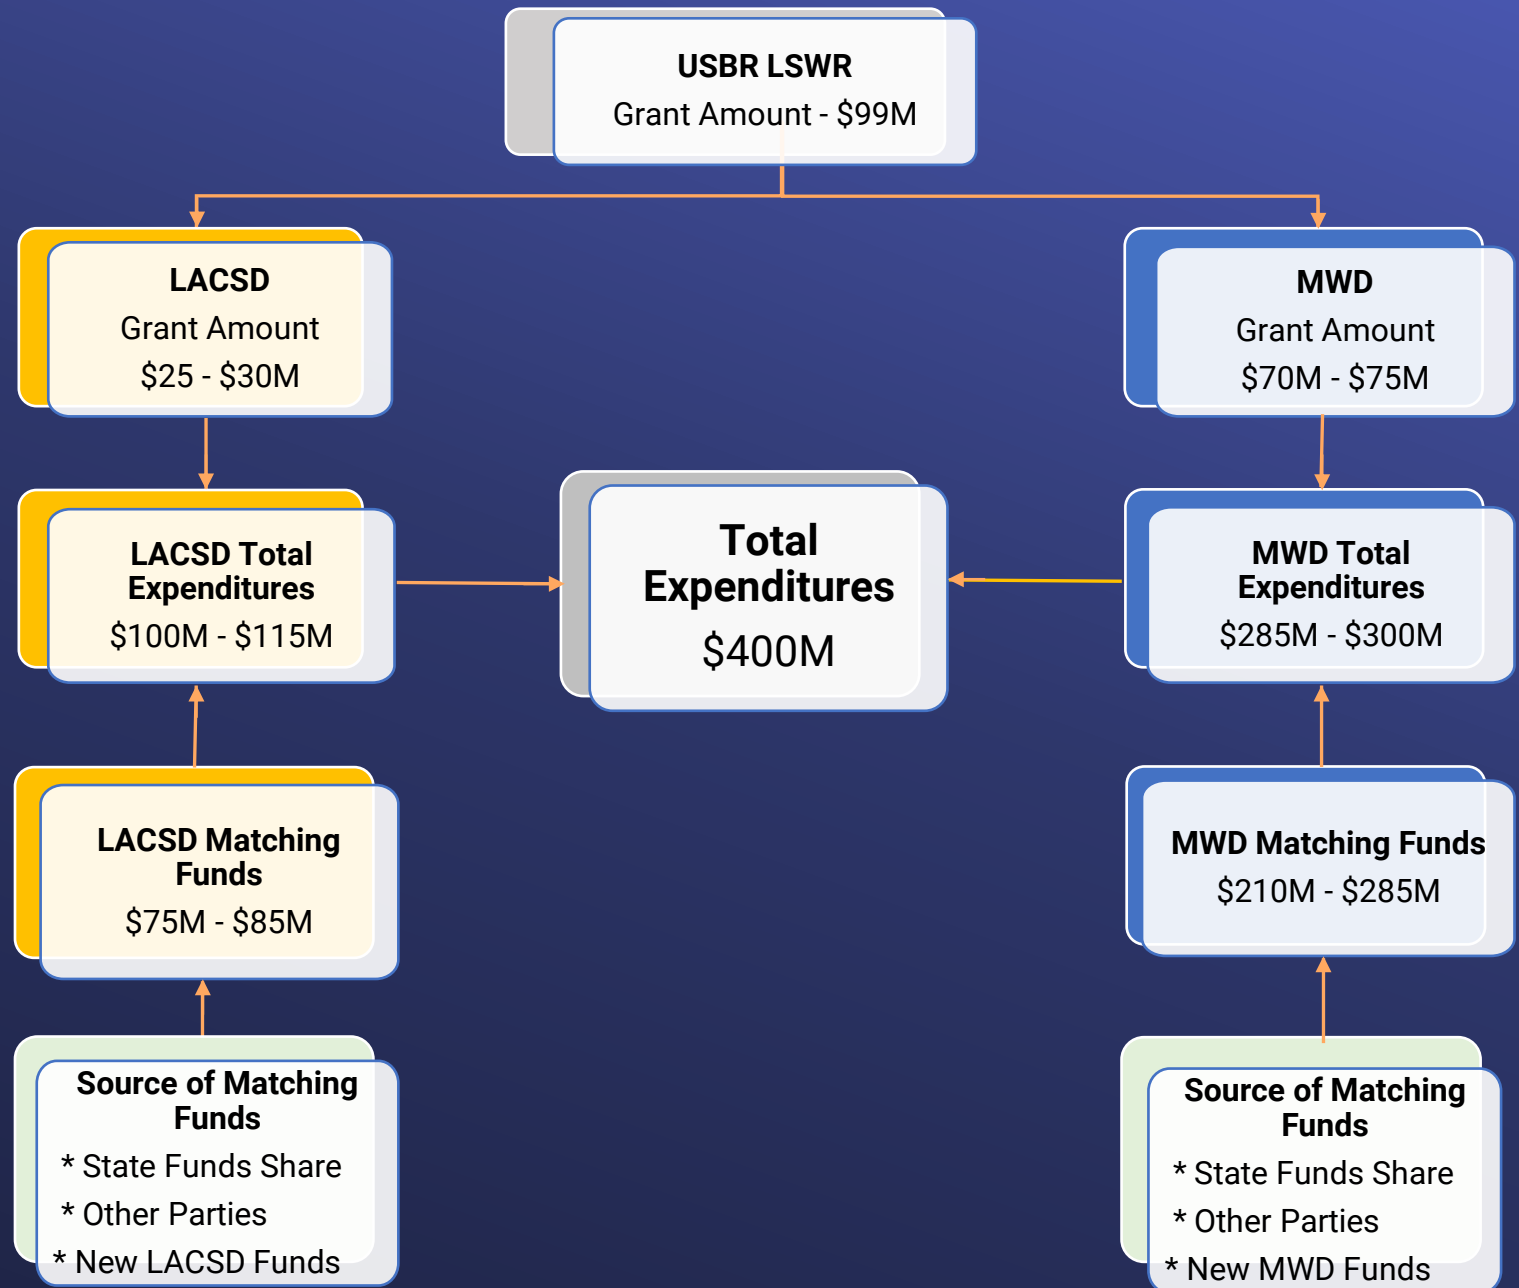 USBR LSWR
Grant Amount - $99M
LACSD
Grant Amount
$25 - $30M
MWD
Grant Amount
$70M - $75M
LACSD Total
Expenditures
$100M - $115M
Total
Expenditures
$400M
MWD Total
Expenditures
$285M - $300M
LACSD Matching
Funds
$75M - $85M
MWD Matching Funds
$210M - $285M
Source of Matching
Funds
* State Funds Share
* Other Parties
* New LACSD Funds
Source of Matching
Funds
* State Funds Share
* Other Parties
* New MWD Funds